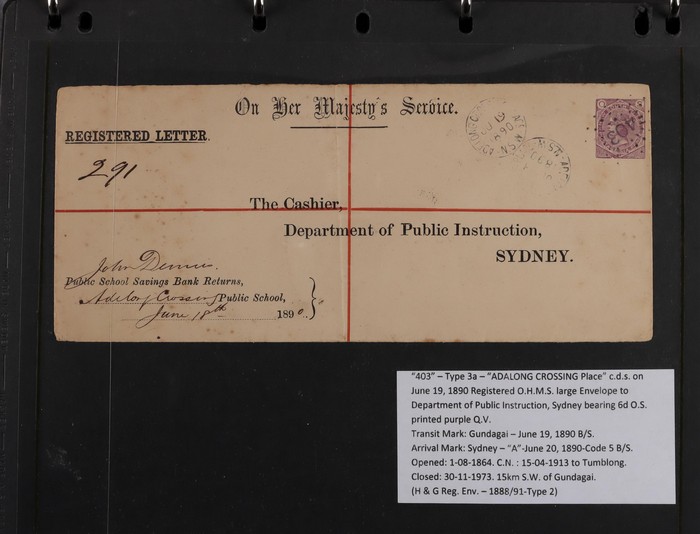 On Her Majesty's Service.
REGISTERED LETTER.
291
The Cashier,
Department of Public Instruction,
SYDNEY.
John
Public School Savings Bank Returns,
Adelong Crossing Public School,
June 18th 1890.
JU 19
90
N.S.W
"403" – Type 3a – "ADALONG CROSSING Place" c.d.s. on
June 19, 1890 Registered O.H.M.S. large Envelope to
Department of Public Instruction, Sydney bearing 6d O.S.
printed purple Q.V.
Transit Mark: Gundagai – June 19, 1890 B/S.
Arrival Mark: Sydney – "A"-June 20, 1890-Code 5 B/S.
Opened: 1-08-1864. C.N. : 15-04-1913 to Tumblong.
Closed: 30-11-1973. 15km S.W. of Gundagai.
(H & G Reg. Env. – 1888/91-Type 2)